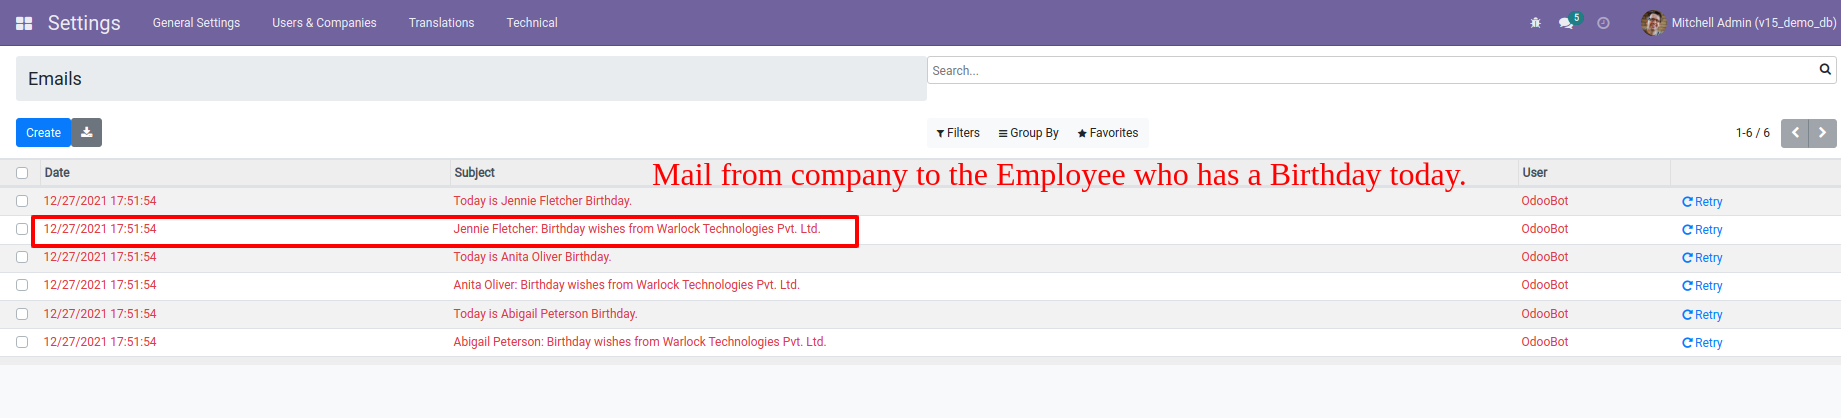 Settings General Settings Users & Companies Translations Technical 5 Mitchell Admin (v15_demo_db)
Emails Search...
Create Filters Group By Favorites 1-6 / 6
Mail from company to the Employee who has a Birthday today.
Date Subject User
12/27/2021 17:51:54 Today is Jennie Fletcher Birthday. OdooBot Retry
12/27/2021 17:51:54 Jennie Fletcher: Birthday wishes from Warlock Technologies Pvt. Ltd. OdooBot Retry
12/27/2021 17:51:54 Today is Anita Oliver Birthday. OdooBot Retry
12/27/2021 17:51:54 Anita Oliver: Birthday wishes from Warlock Technologies Pvt. Ltd. OdooBot Retry
12/27/2021 17:51:54 Today is Abigail Peterson Birthday. OdooBot Retry
12/27/2021 17:51:54 Abigail Peterson: Birthday wishes from Warlock Technologies Pvt. Ltd. OdooBot Retry